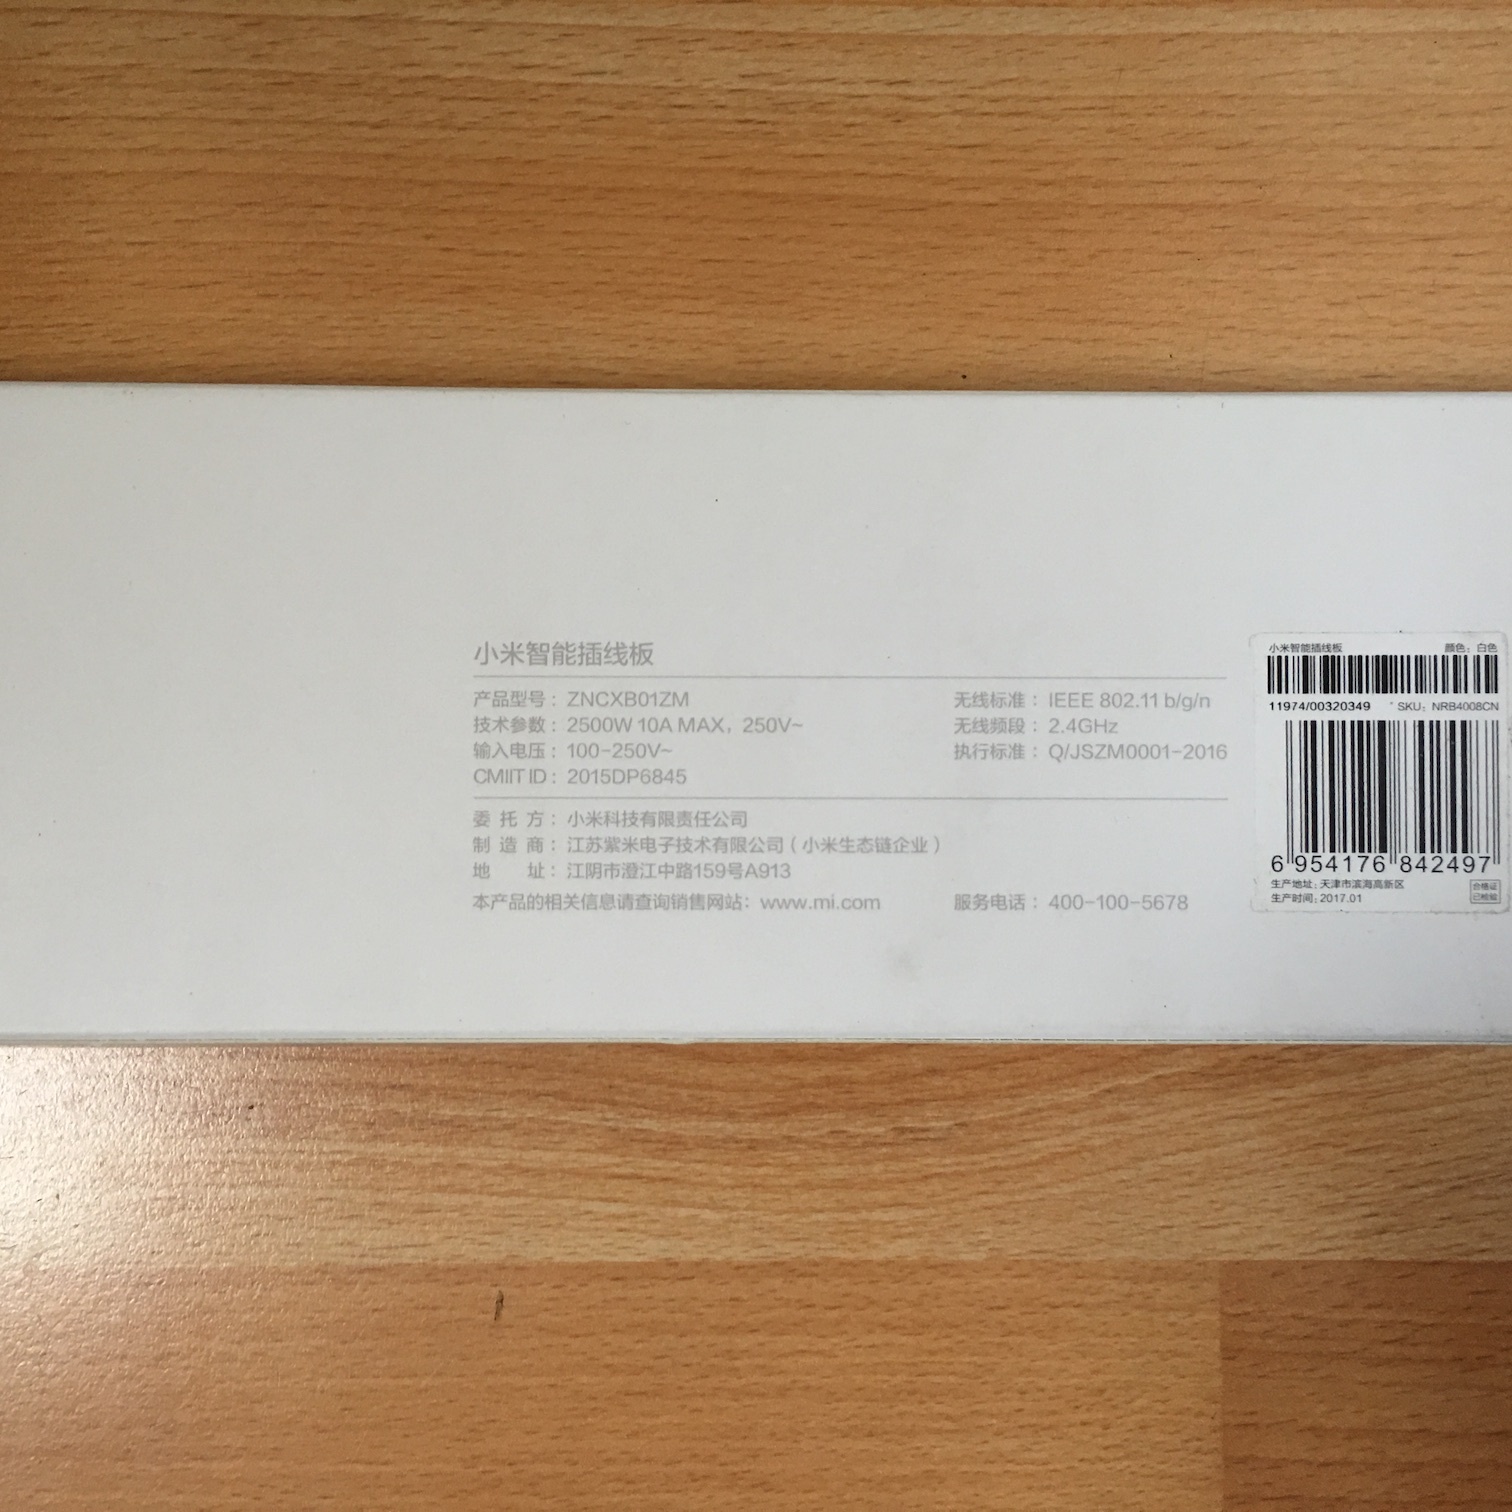 小米智能插线板
产品型号：ZNCXB01ZM
技术参数：2500W 10A MAX，250V~
输入电压：100-250V~
CMIIT ID：2015DP6845
无线标准：IEEE 802.11 b/g/n
无线频段：2.4GHz
执行标准：Q/JSZM0001-2016
委 托 方：小米科技有限责任公司
制 造 商：江苏紫米电子技术有限公司（小米生态链企业）
地 址：江阴市澄江中路159号A913
本产品的相关信息请查询销售网站：www.mi.com
服务电话：400-100-5678
小米智能插线板 颜色：白色
11974/00320349 * SKU：NRB4008CN
6 954176 842497
生产地址：天津市滨海高新区
生产时间：2017.01
合格证
已检验